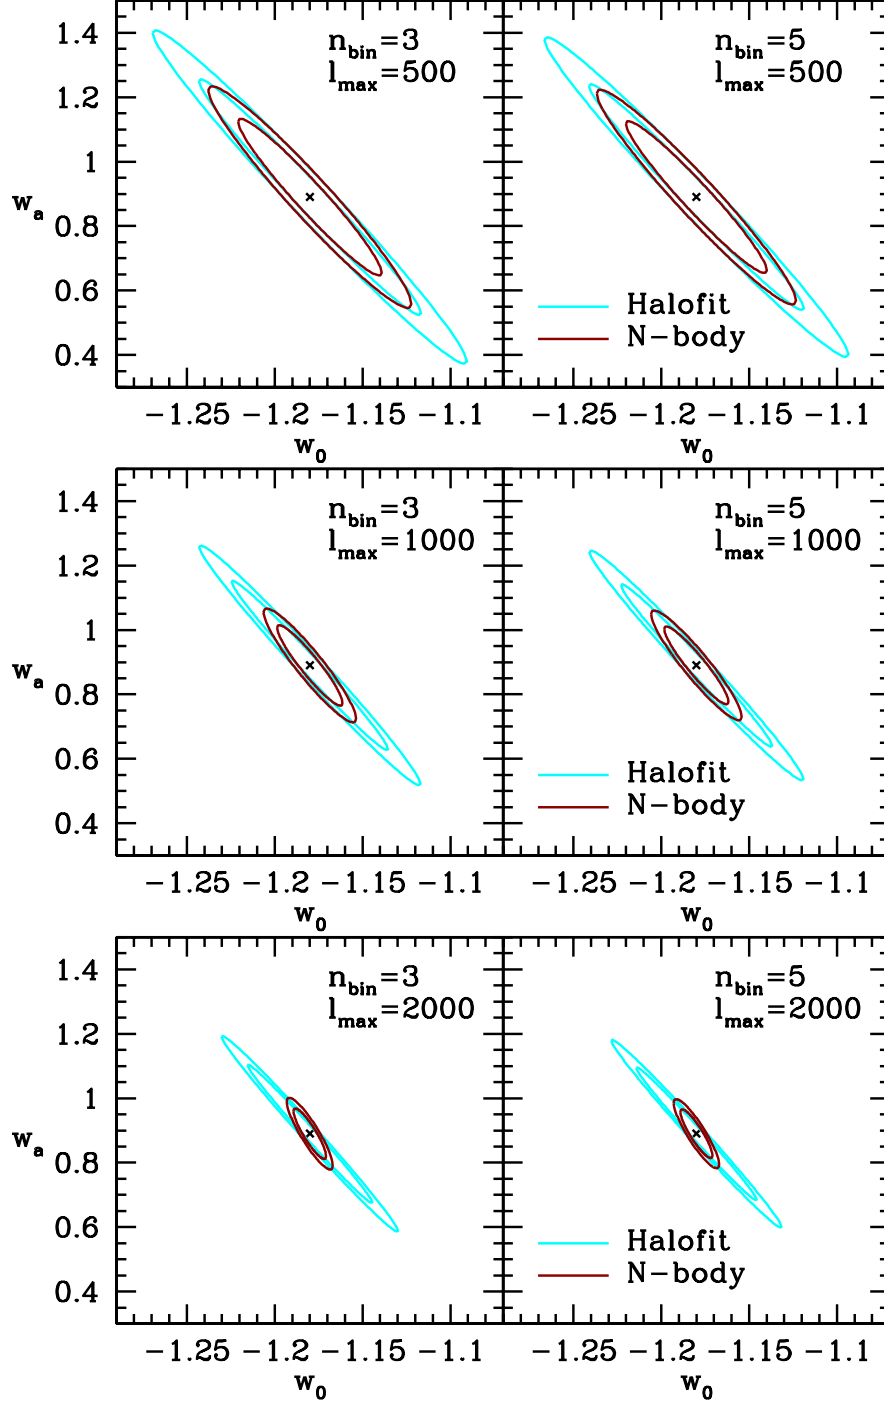 n_bin=3
l_max=500
n_bin=5
l_max=500
1.4
1.2
1
0.8
0.6
0.4
w_a
Halofit
N-body
-1.25 -1.2 -1.15 -1.1
-1.25 -1.2 -1.15 -1.1
w_0
w_0
n_bin=3
l_max=1000
n_bin=5
l_max=1000
1.4
1.2
1
0.8
0.6
0.4
w_a
Halofit
N-body
-1.25 -1.2 -1.15 -1.1
-1.25 -1.2 -1.15 -1.1
w_0
w_0
n_bin=3
l_max=2000
n_bin=5
l_max=2000
1.4
1.2
1
0.8
0.6
0.4
w_a
Halofit
N-body
-1.25 -1.2 -1.15 -1.1
-1.25 -1.2 -1.15 -1.1
w_0
w_0